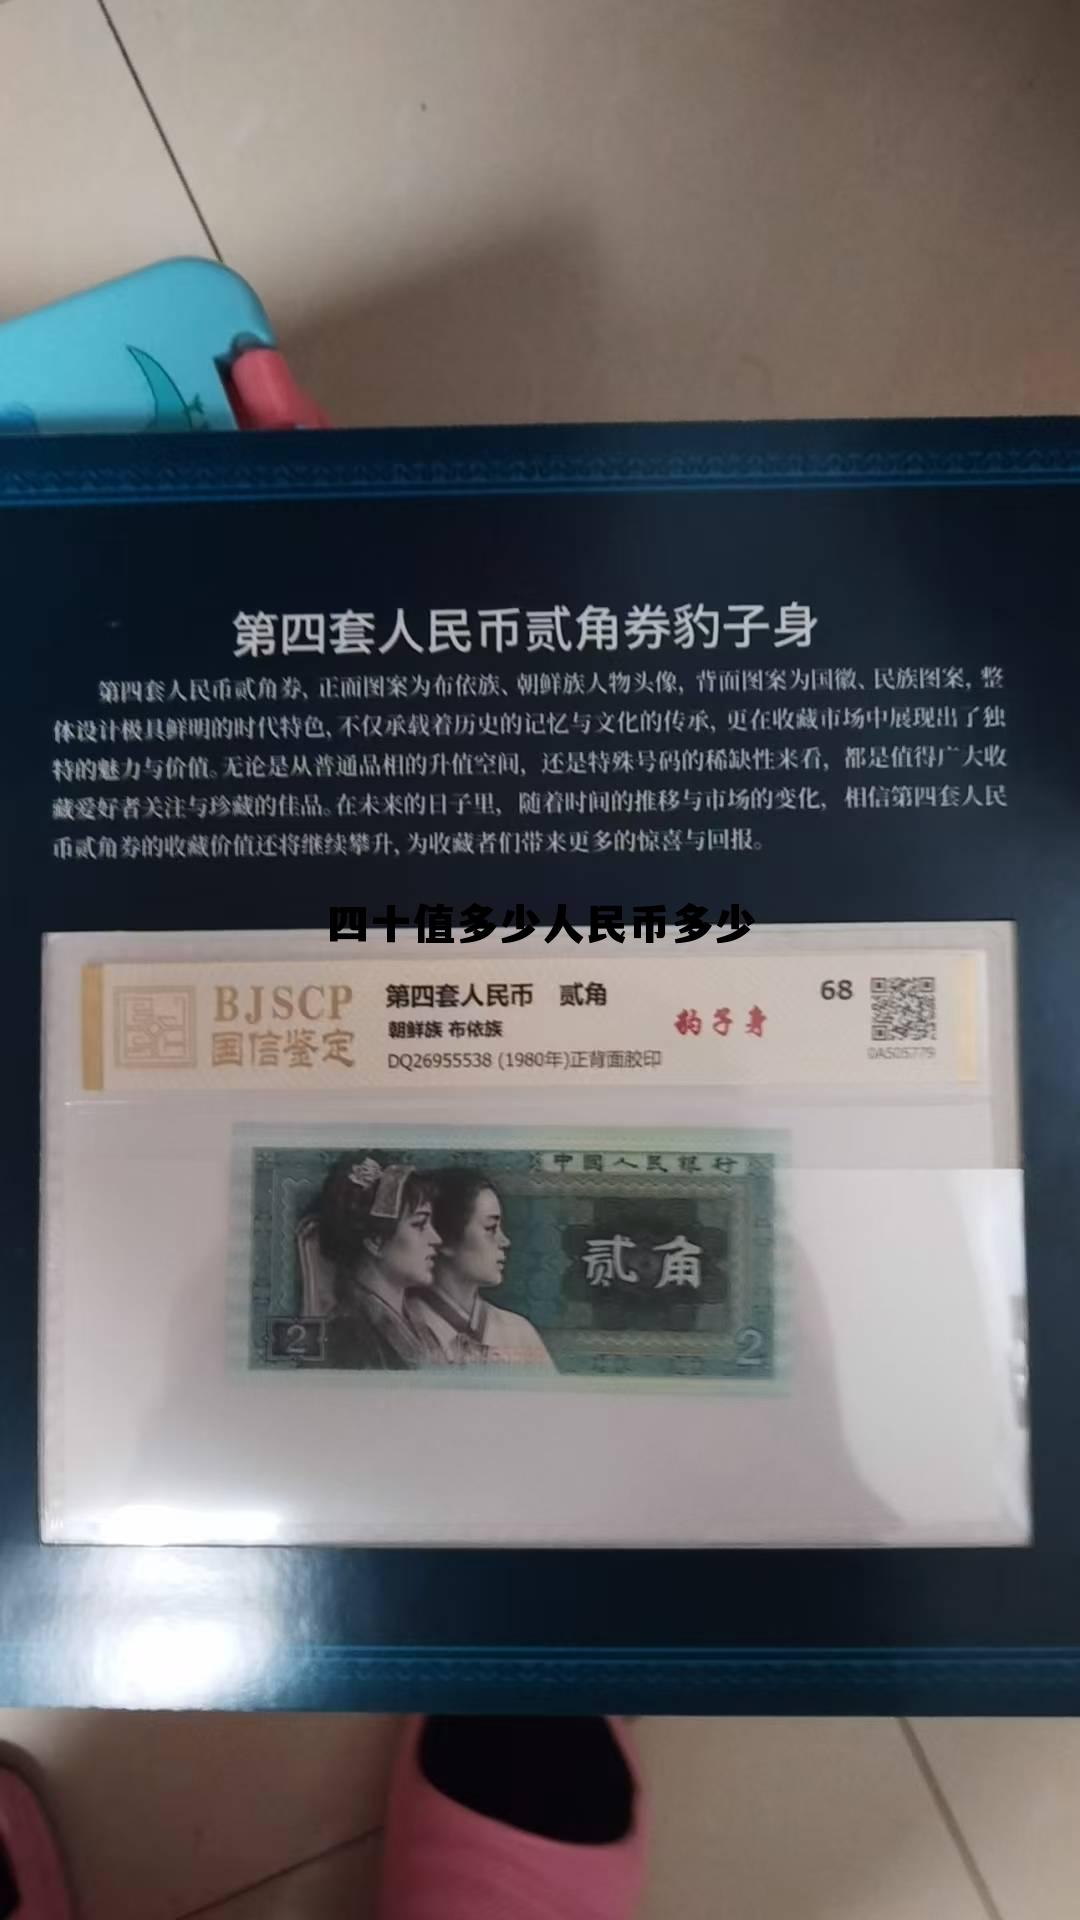 第四套人民币贰角券豹子身
第四套人民币贰角券，正面图案为布依族、朝鲜族人物头像，背面图案为国徽、民族图案，整
体设计极具鲜明的时代特色，不仅承载着历史的记忆与文化的传承，更在收藏市场中展现出了独
特的魅力与价值。无论是从普通品相的升值空间，还是特殊号码的稀缺性来看，都是值得广大收
藏爱好者关注与珍藏的佳品。在未来的日子里，随着时间的推移与市场的变化，相信第四套人民
币贰角券的收藏价值还将继续攀升，为收藏者们带来更多的惊喜与回报。
四十值多少人民币多少
BJSCP
国信鉴定
第四套人民币 贰角
朝鲜族 布依族
DQ26955538 (1980年)正背面胶印
豹子身
68
0A505779
中国人民银行
贰角
2
2